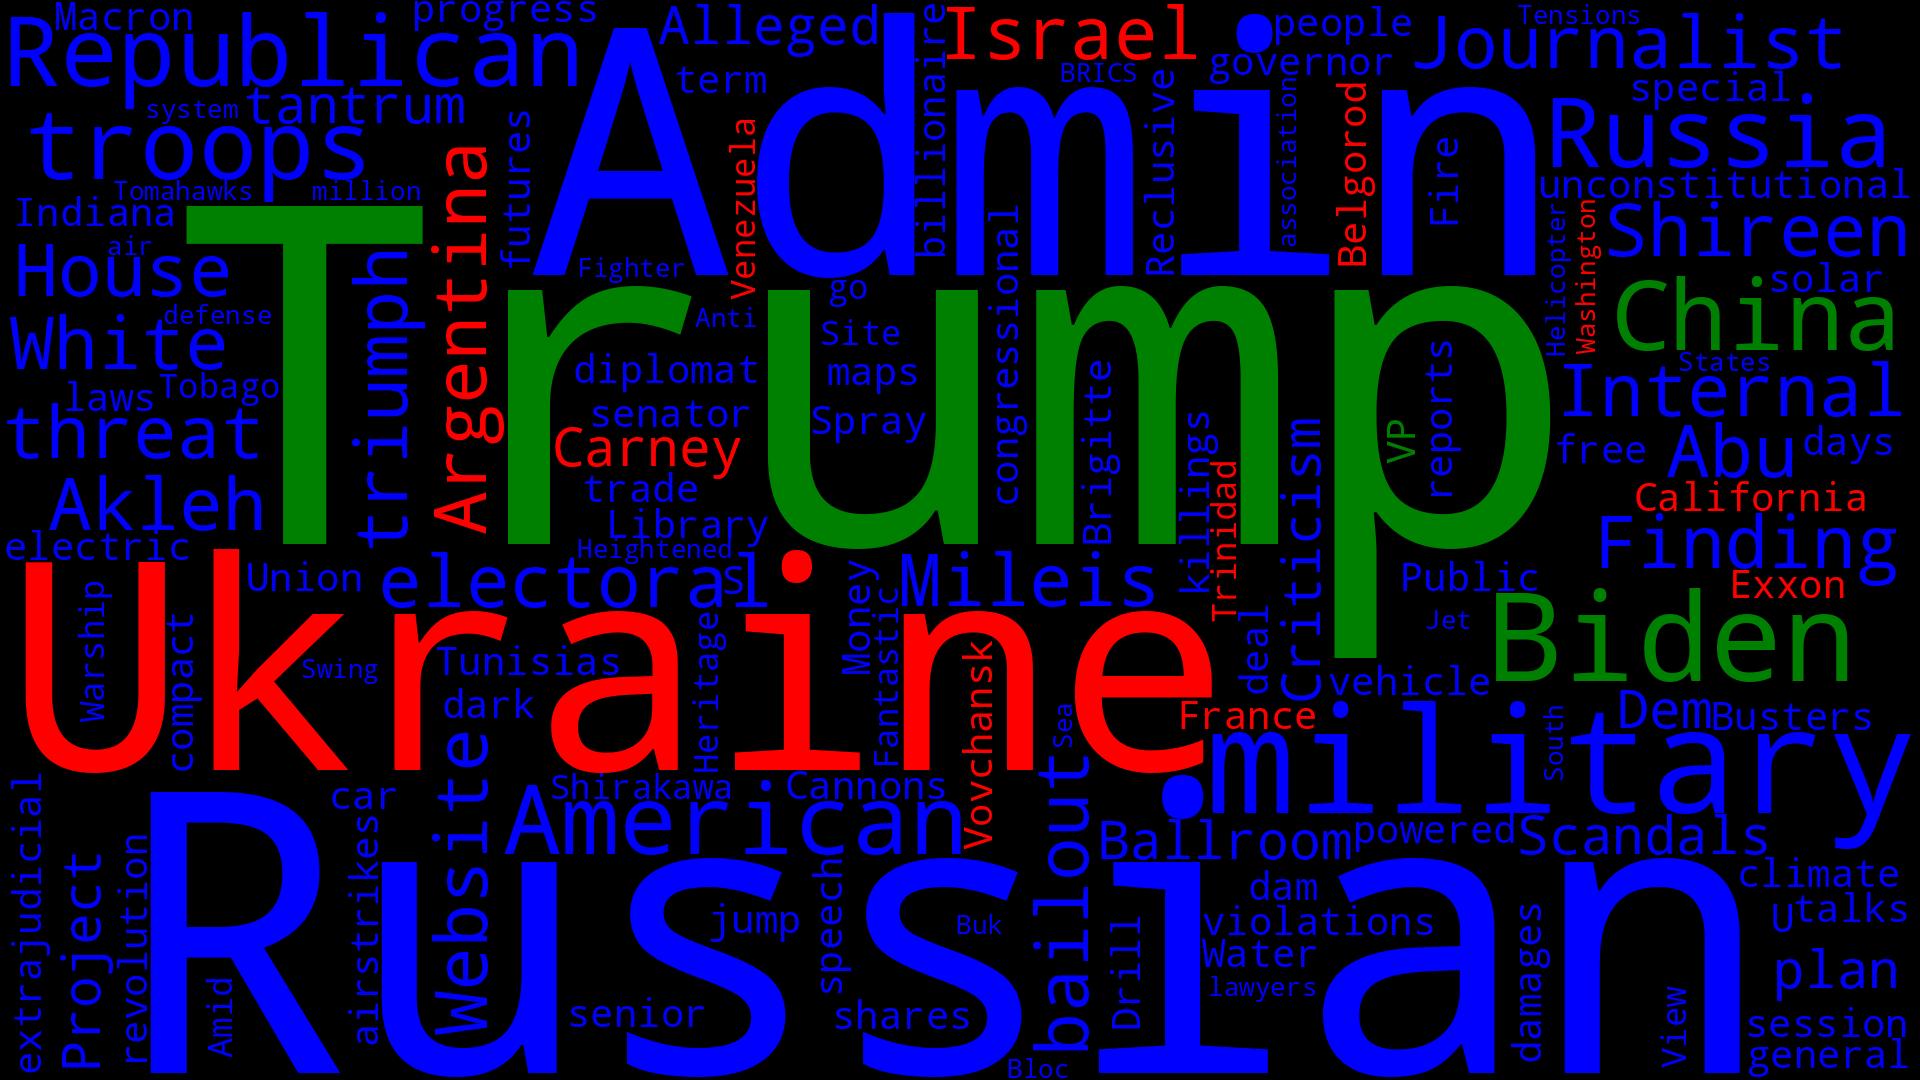 Macron
progress
Republican
Alleged
billionaire
Israel
people
Tensions
Journalist
Admin
term
BRICS
governor
special
system
tantrum
troops
futures
Venezuela
Reclusive
association
Belgorod
Fire
Russia
Tomahawks
million
unconstitutional
Indiana
air
House
Argentina
triumph
Trump
Fighter
go
congressional
Helicopter
Washington
Shireen
solar
China
White
defense
Anti
Site
diplomat
maps
States
Internal
laws
Tobago
senator
Spray
Brigitte
killings
Criticism
VP
reports
threat
Carney
free
Abu
days
Akleh
trade
Library
Trinidad
California
Finding
electric
Heightened
Union
electoral
S
Mileis
Public
Exxon
Ukraine
Warship
compact
Swing
Tunisias
dark
Heritage
Money
Fantastic
Vovchansk
deal
Jet
Biden
vehicle
Sea
France
military
South
Dem
Busters
Website
Shirakawa
Cannons
car
American
bailout
Ballroom
powered
Scandals
extrajudicial
Project
revolution
Russian
airstrikes
jump
speech
Buk
Drill
dam
violations
Water
lawyers
climate
U
talks
damages
plan
Amid
senior
shares
Bloc
View
session
general